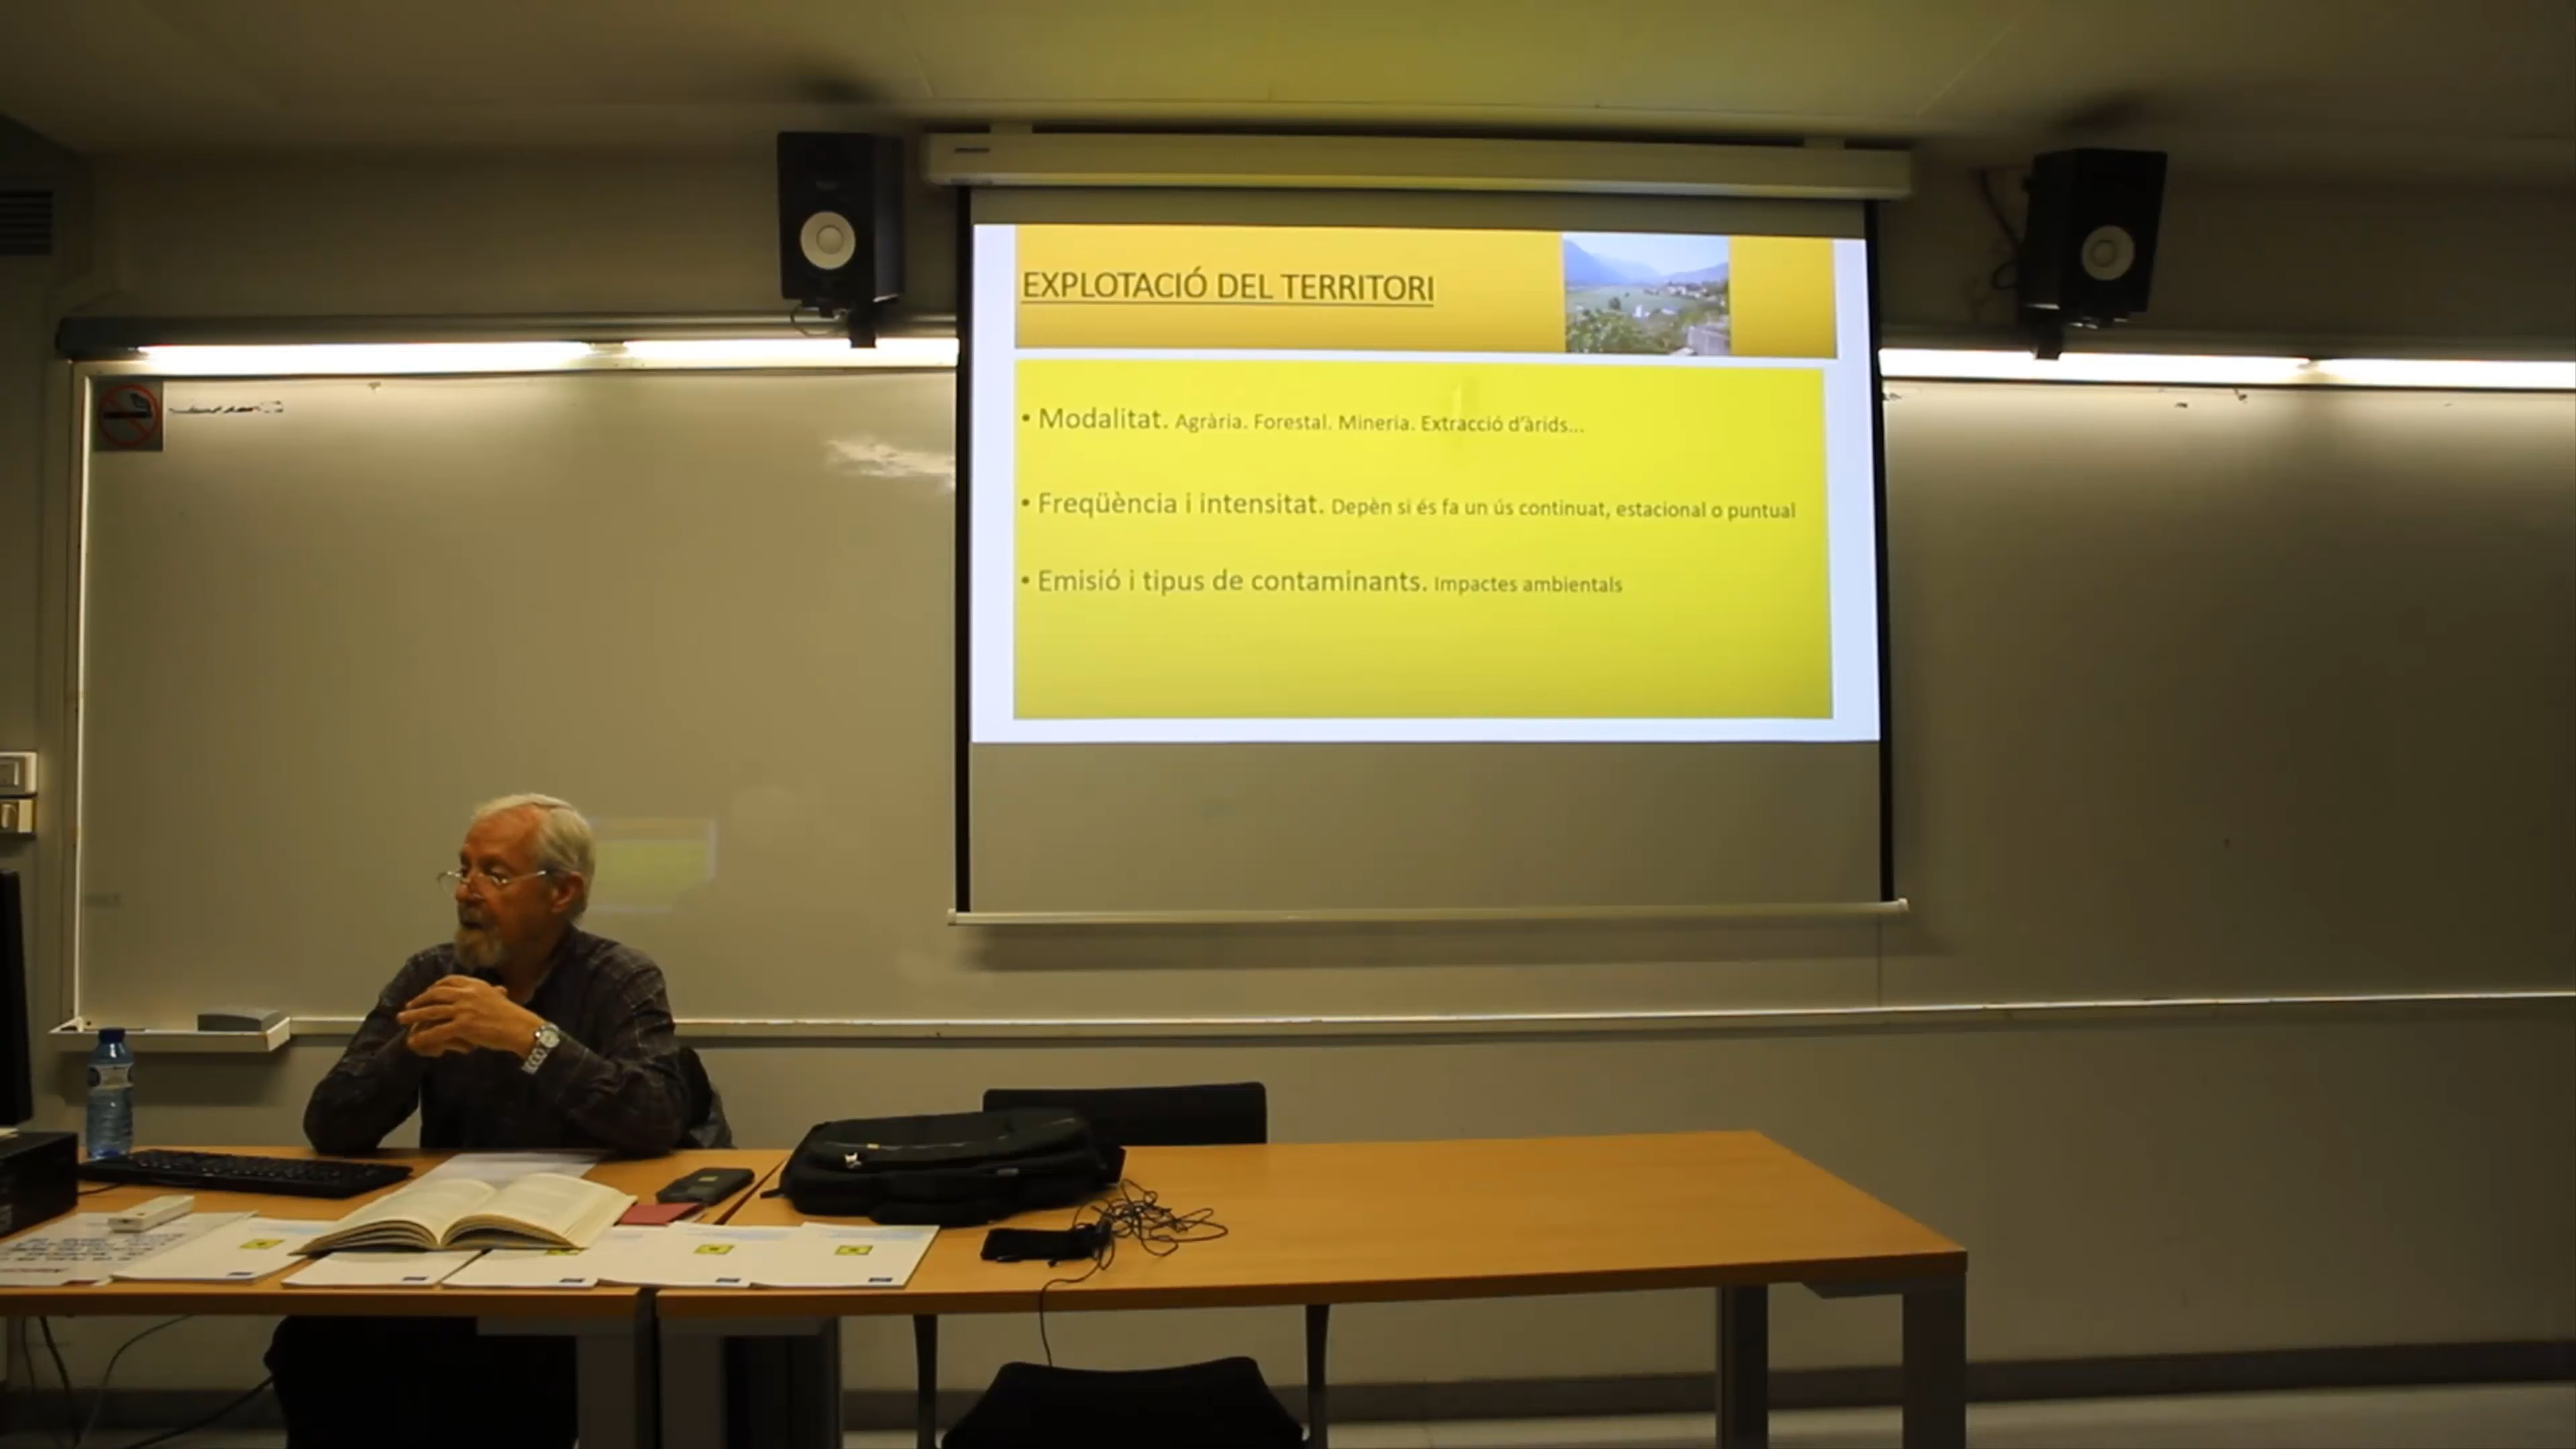 EXPLOTACIÓ DEL TERRITORI
• Modalitat. Agrària. Forestal. Mineria. Extracció d'àrids...
• Freqüència i intensitat. Depèn si és fa un ús continuat, estacional o puntual
• Emisió i tipus de contaminants. Impactes ambientals